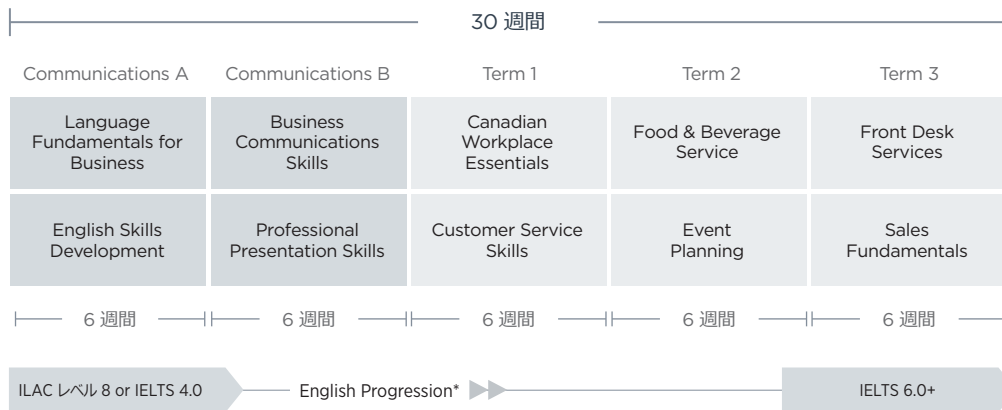 30 週間
Communications A
Communications B
Term 1
Term 2
Term 3
Language
Fundamentals for
Business
Business
Communications
Skills
Canadian
Workplace
Essentials
Food & Beverage
Service
Front Desk
Services
English Skills
Development
Professional
Presentation Skills
Customer Service
Skills
Event
Planning
Sales
Fundamentals
6 週間
6 週間
6 週間
6 週間
6 週間
ILAC レベル 8 or IELTS 4.0
English Progression*
IELTS 6.0+